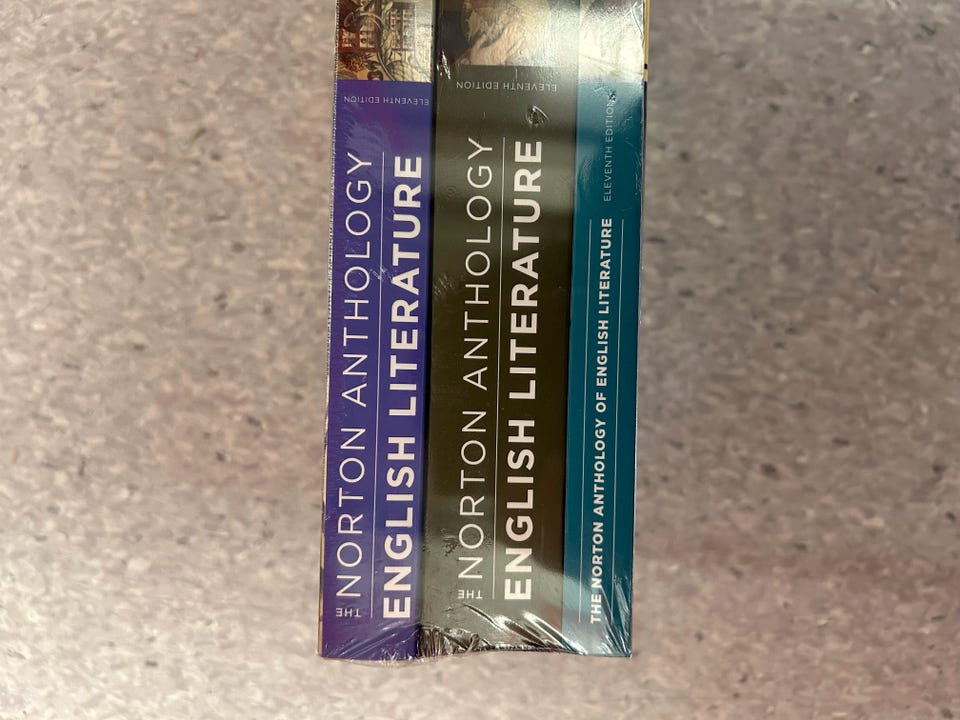 ELEVENTH EDITION
THE NORTON ANTHOLOGY
ENGLISH LITERATURE
ELEVENTH EDITION
THE NORTON ANTHOLOGY
ENGLISH LITERATURE
ELEVENTH EDITION
THE NORTON ANTHOLOGY OF ENGLISH LITERATURE